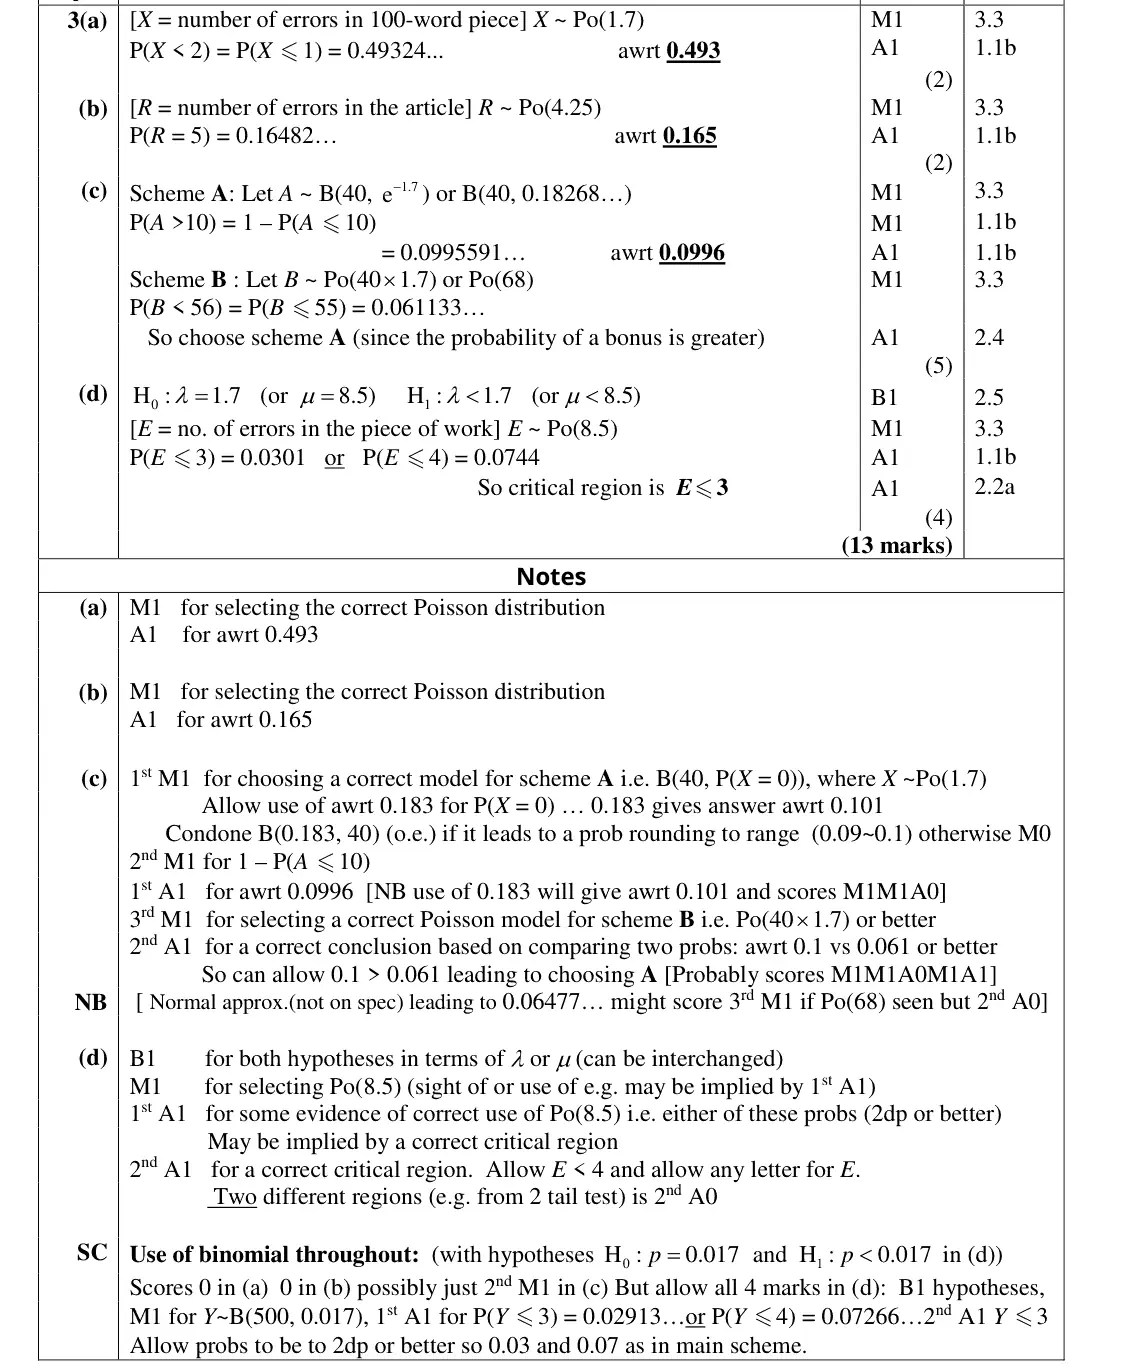 3(a) [X = number of errors in 100-word piece] X ~ Po(1.7) M1 3.3
P(X < 2) = P(X ⩽ 1) = 0.49324... awrt 0.493 A1 1.1b
(2)
(b) [R = number of errors in the article] R ~ Po(4.25) M1 3.3
P(R = 5) = 0.16482… awrt 0.165 A1 1.1b
(2)
(c) Scheme A: Let A ~ B(40, e⁻¹·⁷ ) or B(40, 0.18268…) M1 3.3
P(A >10) = 1 – P(A ⩽ 10) M1 1.1b
= 0.0995591… awrt 0.0996 A1 1.1b
Scheme B : Let B ~ Po(40×1.7) or Po(68) M1 3.3
P(B < 56) = P(B ⩽ 55) = 0.061133…
So choose scheme A (since the probability of a bonus is greater) A1 2.4
(5)
(d) H₀ : λ = 1.7 (or μ = 8.5) H₁ : λ < 1.7 (or μ < 8.5) B1 2.5
[E = no. of errors in the piece of work] E ~ Po(8.5) M1 3.3
P(E ⩽ 3) = 0.0301 or P(E ⩽ 4) = 0.0744 A1 1.1b
So critical region is E ⩽ 3 A1 2.2a
(4)
(13 marks)
Notes
(a) M1 for selecting the correct Poisson distribution
A1 for awrt 0.493
(b) M1 for selecting the correct Poisson distribution
A1 for awrt 0.165
(c) 1st M1 for choosing a correct model for scheme A i.e. B(40, P(X = 0)), where X ~Po(1.7)
Allow use of awrt 0.183 for P(X = 0) … 0.183 gives answer awrt 0.101
Condone B(0.183, 40) (o.e.) if it leads to a prob rounding to range (0.09~0.1) otherwise M0
2nd M1 for 1 – P(A ⩽ 10)
1st A1 for awrt 0.0996 [NB use of 0.183 will give awrt 0.101 and scores M1M1A0]
3rd M1 for selecting a correct Poisson model for scheme B i.e. Po(40×1.7) or better
2nd A1 for a correct conclusion based on comparing two probs: awrt 0.1 vs 0.061 or better
So can allow 0.1 > 0.061 leading to choosing A [Probably scores M1M1A0M1A1]
NB [ Normal approx.(not on spec) leading to 0.06477… might score 3rd M1 if Po(68) seen but 2nd A0]
(d) B1 for both hypotheses in terms of λ or μ (can be interchanged)
M1 for selecting Po(8.5) (sight of or use of e.g. may be implied by 1st A1)
1st A1 for some evidence of correct use of Po(8.5) i.e. either of these probs (2dp or better)
May be implied by a correct critical region
2nd A1 for a correct critical region. Allow E < 4 and allow any letter for E.
Two different regions (e.g. from 2 tail test) is 2nd A0
SC Use of binomial throughout: (with hypotheses H₀ : p = 0.017 and H₁ : p < 0.017 in (d))
Scores 0 in (a) 0 in (b) possibly just 2nd M1 in (c) But allow all 4 marks in (d): B1 hypotheses,
M1 for Y~B(500, 0.017), 1st A1 for P(Y ⩽ 3) = 0.02913…or P(Y ⩽ 4) = 0.07266…2nd A1 Y ⩽ 3
Allow probs to be to 2dp or better so 0.03 and 0.07 as in main scheme.